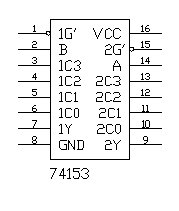 1 1G' VCC 16
2 B 2G' 15
3 1C3 A 14
4 1C2 2C3 13
5 1C1 2C2 12
6 1C0 2C1 11
7 1Y 2C0 10
8 GND 2Y 9
74153